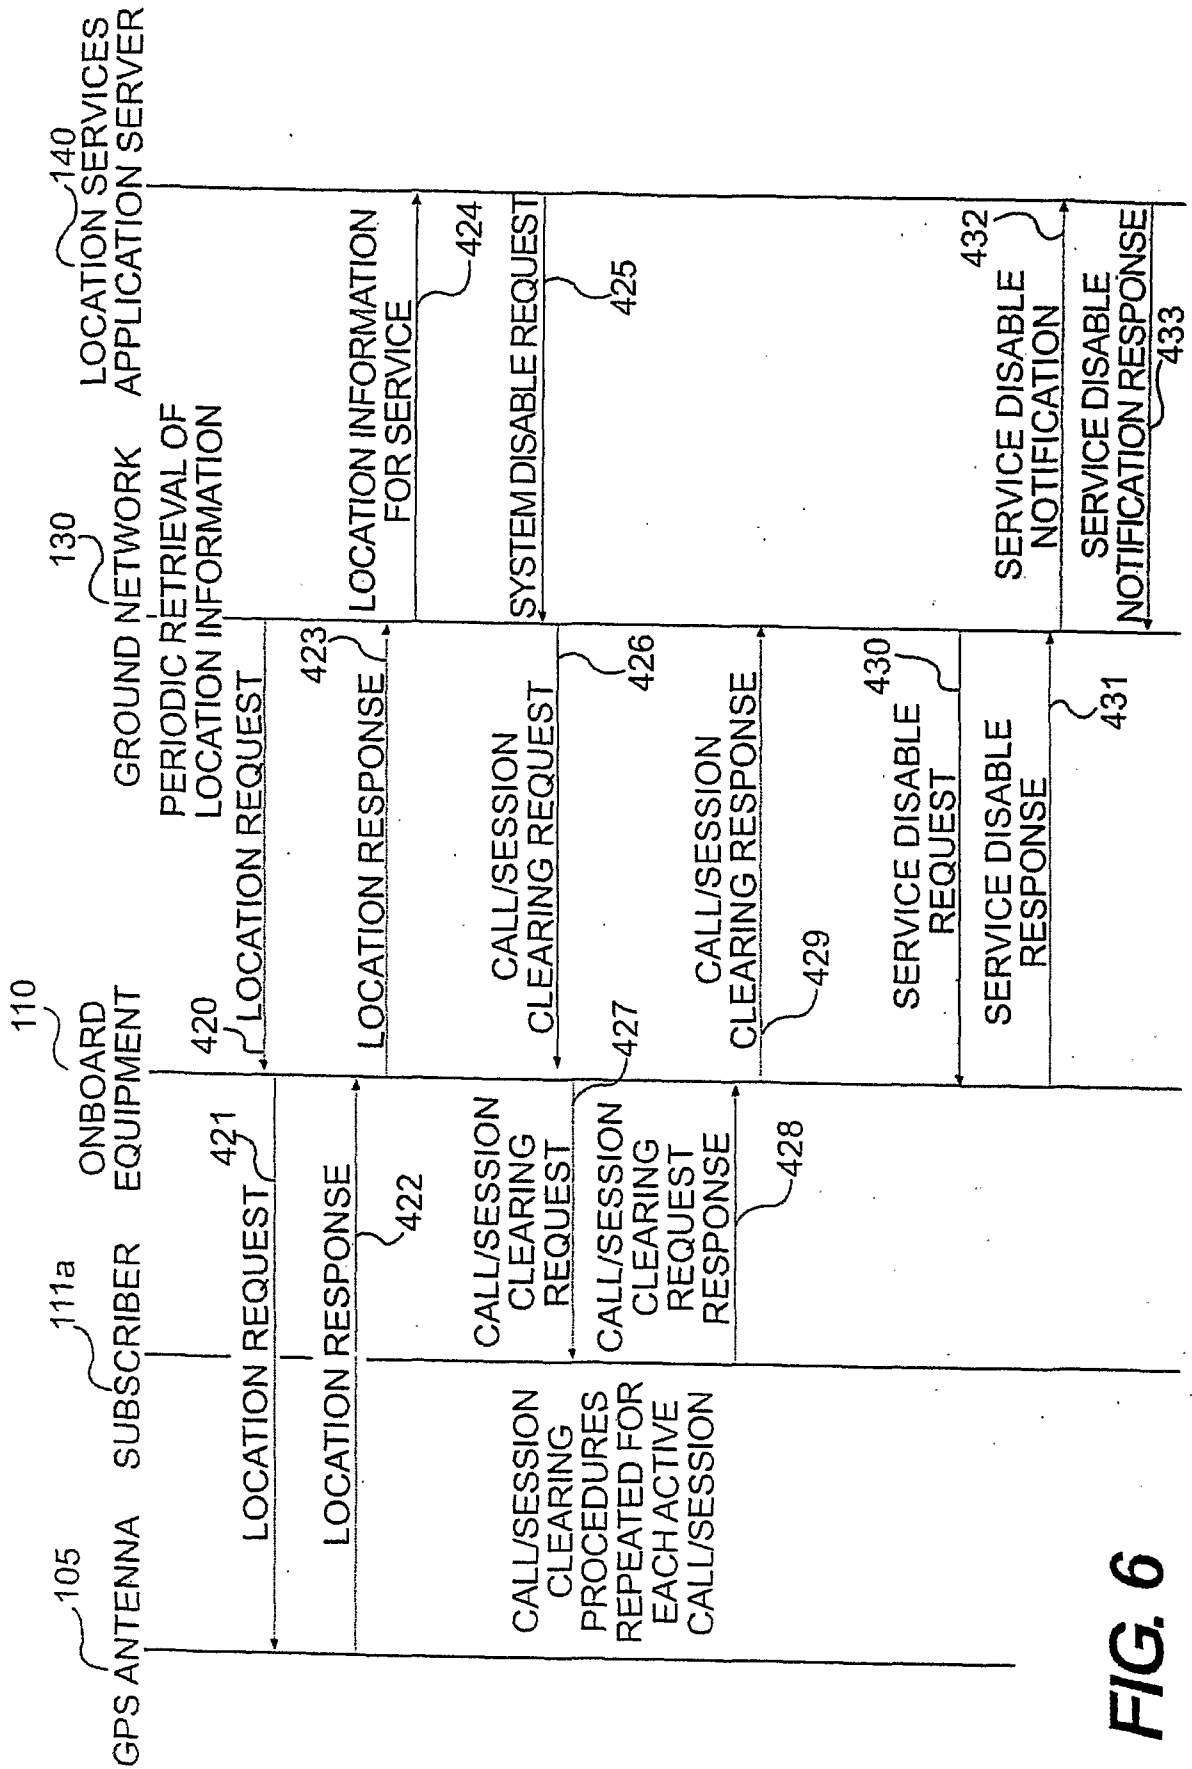 GPS ANTENNA
105
SUBSCRIBER
111a
ONBOARD
EQUIPMENT
110
GROUND NETWORK
130
LOCATION SERVICES
APPLICATION SERVER
140
PERIODIC RETRIEVAL OF
LOCATION INFORMATION
LOCATION REQUEST
420
LOCATION REQUEST
421
LOCATION RESPONSE
422
LOCATION RESPONSE
423
LOCATION INFORMATION
FOR SERVICE
424
SYSTEM DISABLE REQUEST
425
CALL/SESSION
CLEARING REQUEST
426
CALL/SESSION
CLEARING
REQUEST
427
CALL/SESSION
CLEARING
REQUEST
RESPONSE
428
CALL/SESSION
CLEARING
PROCEDURES
REPEATED FOR
EACH ACTIVE
CALL/SESSION
CALL/SESSION
CLEARING RESPONSE
429
SERVICE DISABLE
REQUEST
430
SERVICE DISABLE
RESPONSE
431
SERVICE DISABLE
NOTIFICATION
432
SERVICE DISABLE
NOTIFICATION RESPONSE
433
FIG. 6